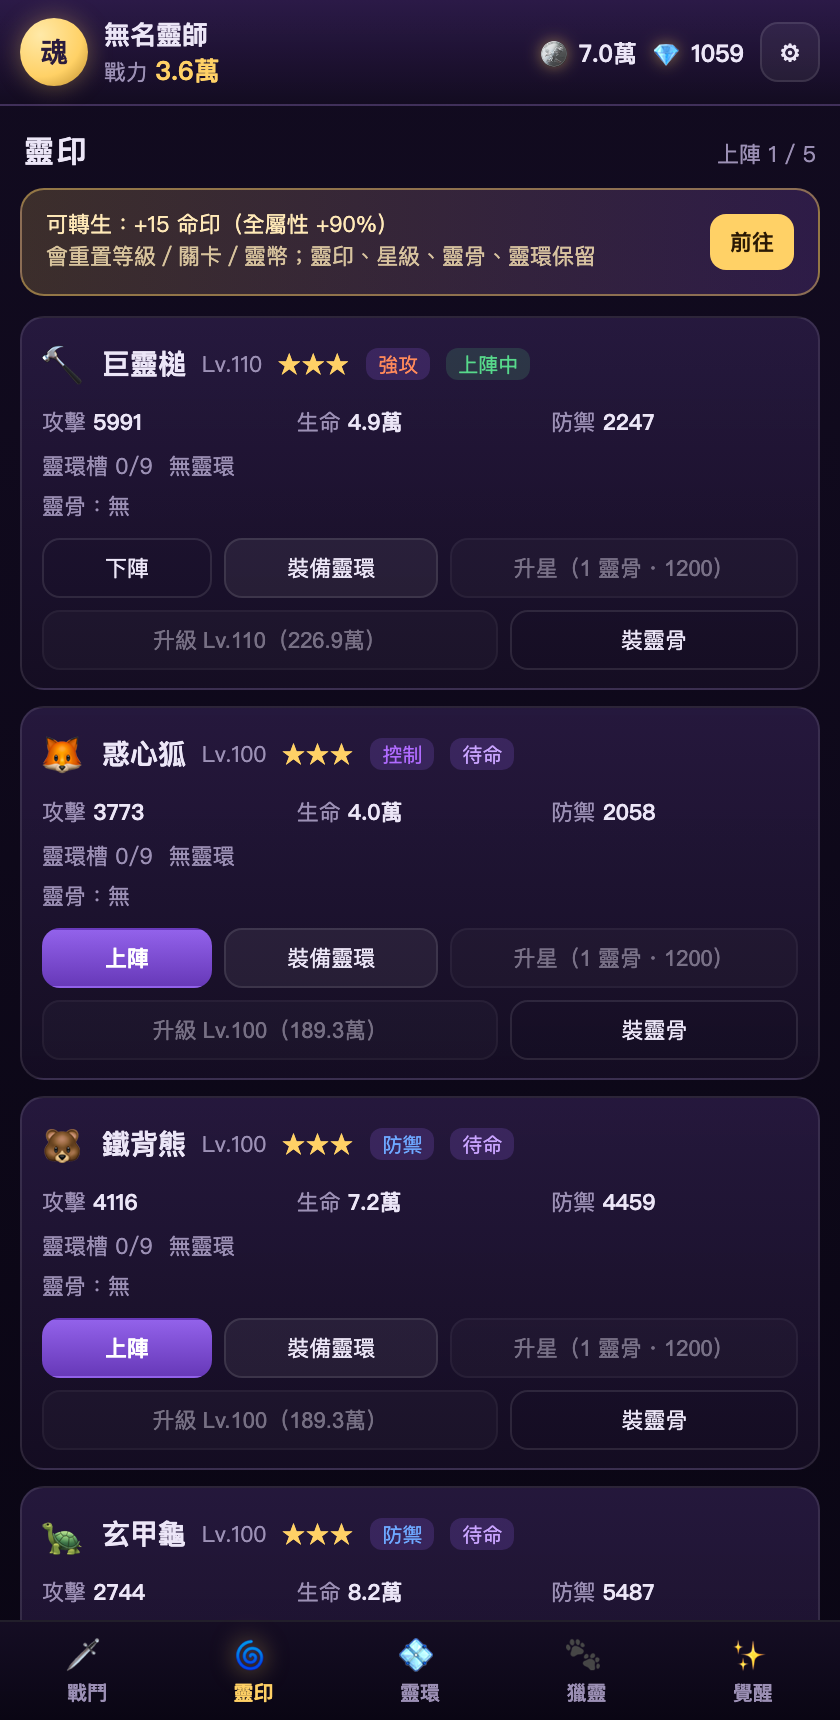 魂
無名靈師
戰力 3.6萬
7.0萬 1059
靈印
上陣 1 / 5
可轉生：+15 命印（全屬性 +90%）
會重置等級 / 關卡 / 靈幣；靈印、星級、靈骨、靈環保留
前往
巨靈槌 Lv.110 ★★★ 強攻 上陣中
攻擊 5991 生命 4.9萬 防禦 2247
靈環槽 0/9 無靈環
靈骨：無
下陣 裝備靈環 升星（1 靈骨 · 1200）
升級 Lv.110（226.9萬） 裝靈骨
惑心狐 Lv.100 ★★★ 控制 待命
攻擊 3773 生命 4.0萬 防禦 2058
靈環槽 0/9 無靈環
靈骨：無
上陣 裝備靈環 升星（1 靈骨 · 1200）
升級 Lv.100（189.3萬） 裝靈骨
鐵背熊 Lv.100 ★★★ 防禦 待命
攻擊 4116 生命 7.2萬 防禦 4459
靈環槽 0/9 無靈環
靈骨：無
上陣 裝備靈環 升星（1 靈骨 · 1200）
升級 Lv.100（189.3萬） 裝靈骨
玄甲龜 Lv.100 ★★★ 防禦 待命
攻擊 2744 生命 8.2萬 防禦 5487
戰鬥 靈印 靈環 獵靈 覺醒